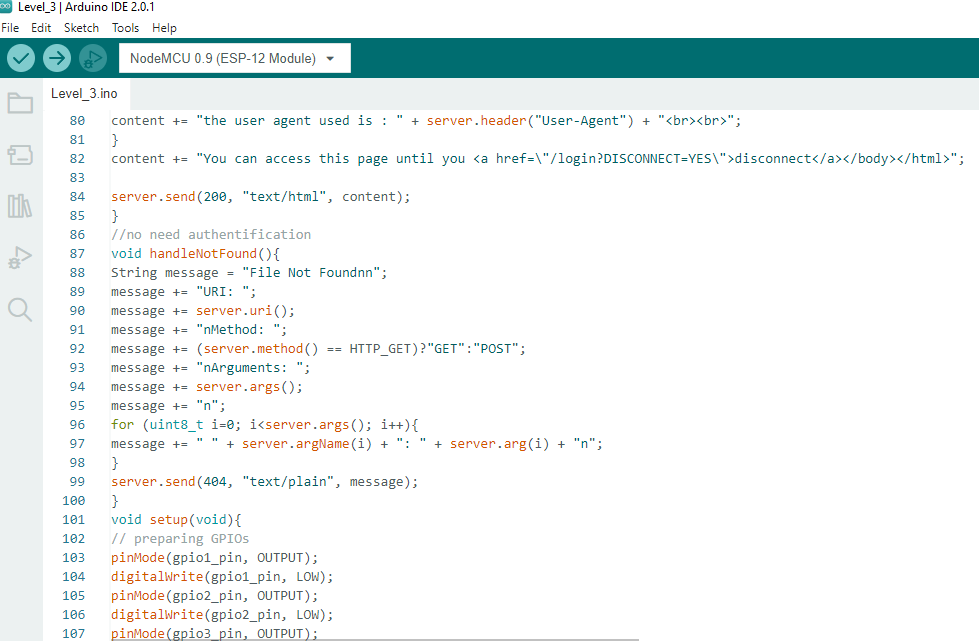 Level_3 | Arduino IDE 2.0.1
File Edit Sketch Tools Help
NodeMCU 0.9 (ESP-12 Module)
Level_3.ino
80 content += "the user agent used is : " + server.header("User-Agent") + "<br><br>";
81 }
82 content += "You can access this page until you <a href=\"/login?DISCONNECT=YES\">disconnect</a></body></html>";
83
84 server.send(200, "text/html", content);
85 }
86 //no need authentification
87 void handleNotFound(){
88 String message = "File Not Foundnn";
89 message += "URI: ";
90 message += server.uri();
91 message += "nMethod: ";
92 message += (server.method() == HTTP_GET)?"GET":"POST";
93 message += "nArguments: ";
94 message += server.args();
95 message += "n";
96 for (uint8_t i=0; i<server.args(); i++){
97 message += " " + server.argName(i) + ": " + server.arg(i) + "n";
98 }
99 server.send(404, "text/plain", message);
100 }
101 void setup(void){
102 // preparing GPIOs
103 pinMode(gpio1_pin, OUTPUT);
104 digitalWrite(gpio1_pin, LOW);
105 pinMode(gpio2_pin, OUTPUT);
106 digitalWrite(gpio2_pin, LOW);
107 pinMode(gpio3_pin, OUTPUT);